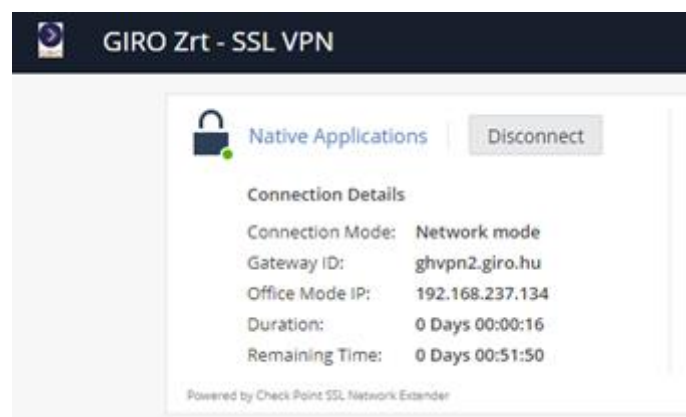 GIRO Zrt - SSL VPN
Native Applications Disconnect
Connection Details
Connection Mode: Network mode
Gateway ID: ghvpn2.giro.hu
Office Mode IP: 192.168.237.134
Duration: 0 Days 00:00:16
Remaining Time: 0 Days 00:51:50
Powered by Check Point SSL Network Extender